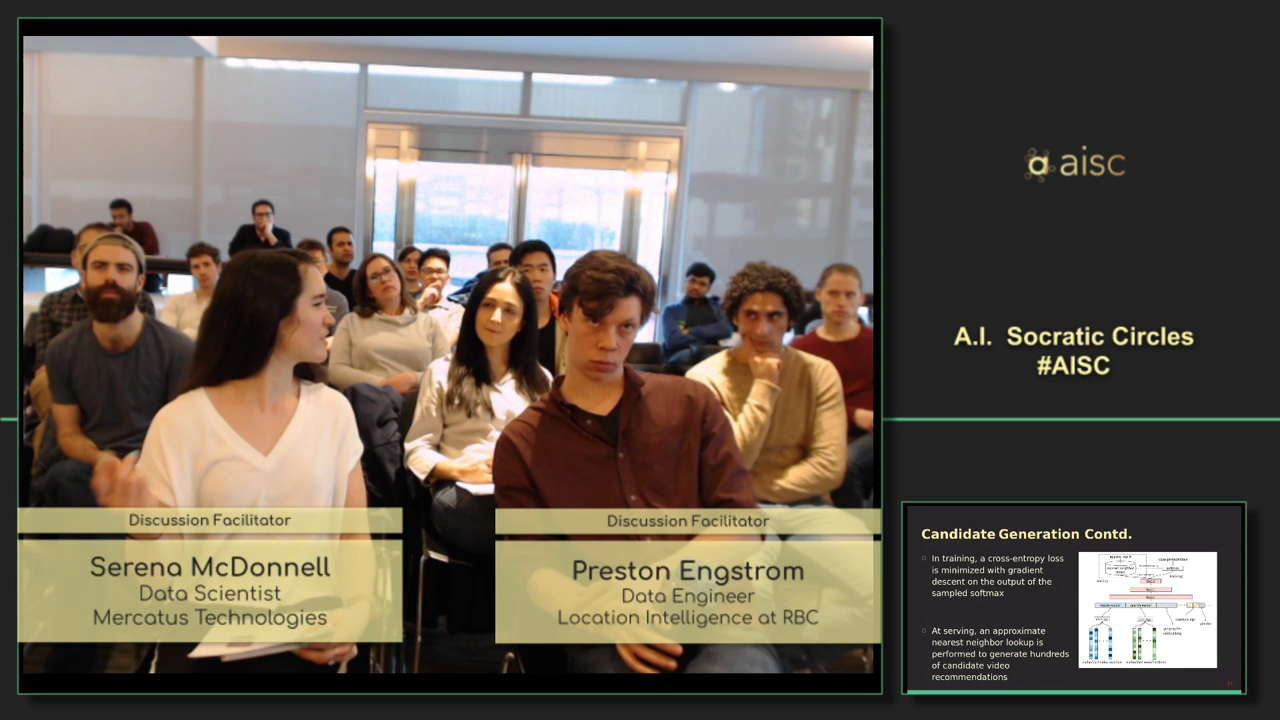 aisc
A.I. Socratic Circles
#AISC
Discussion Facilitator
Serena McDonnell
Data Scientist
Mercatus Technologies
Discussion Facilitator
Preston Engstrom
Data Engineer
Location Intelligence at RBC
Candidate Generation Contd.
In training, a cross-entropy loss
is minimized with gradient
descent on the output of the
sampled softmax
At serving, an approximate
nearest neighbor lookup is
performed to generate hundreds
of candidate video
recommendations